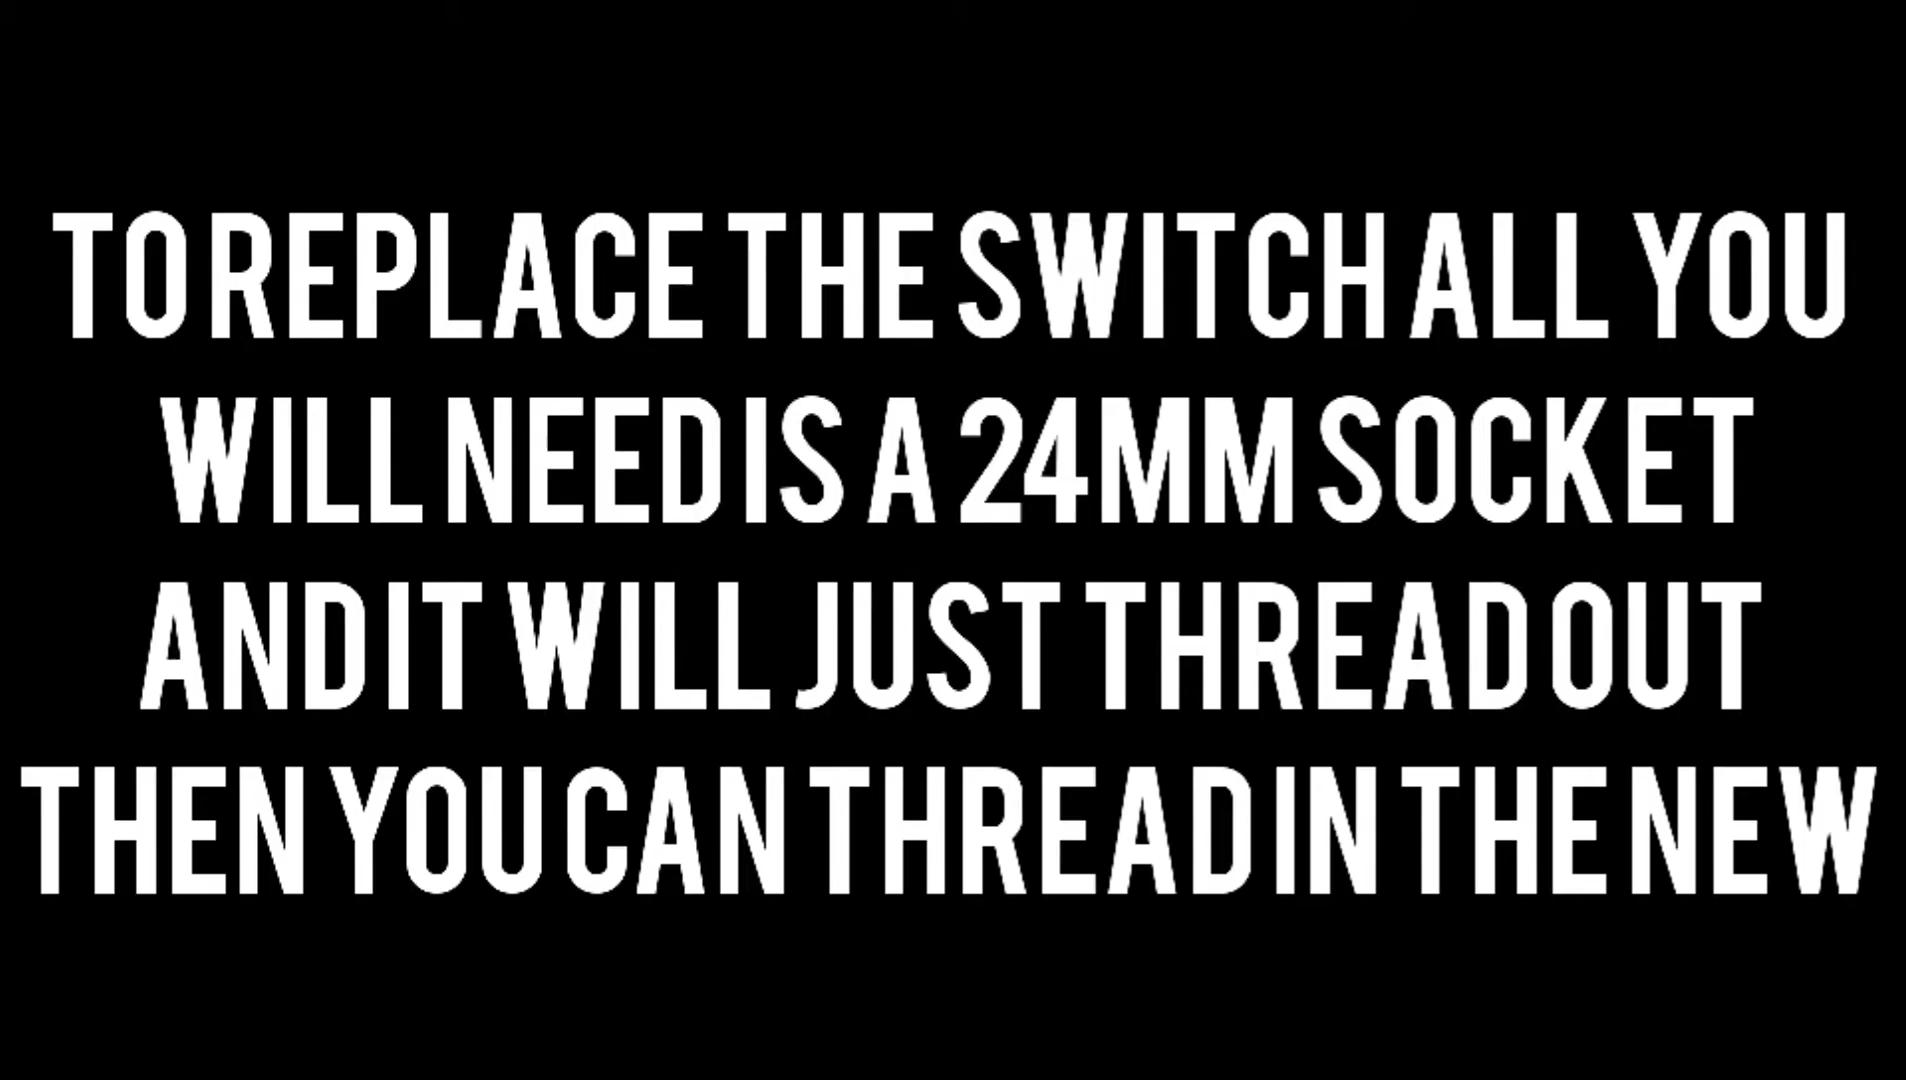 TO REPLACE THE SWITCH ALL YOU
WILL NEED IS A 24MM SOCKET
AND IT WILL JUST THREAD OUT
THEN YOU CAN THREAD IN THE NEW